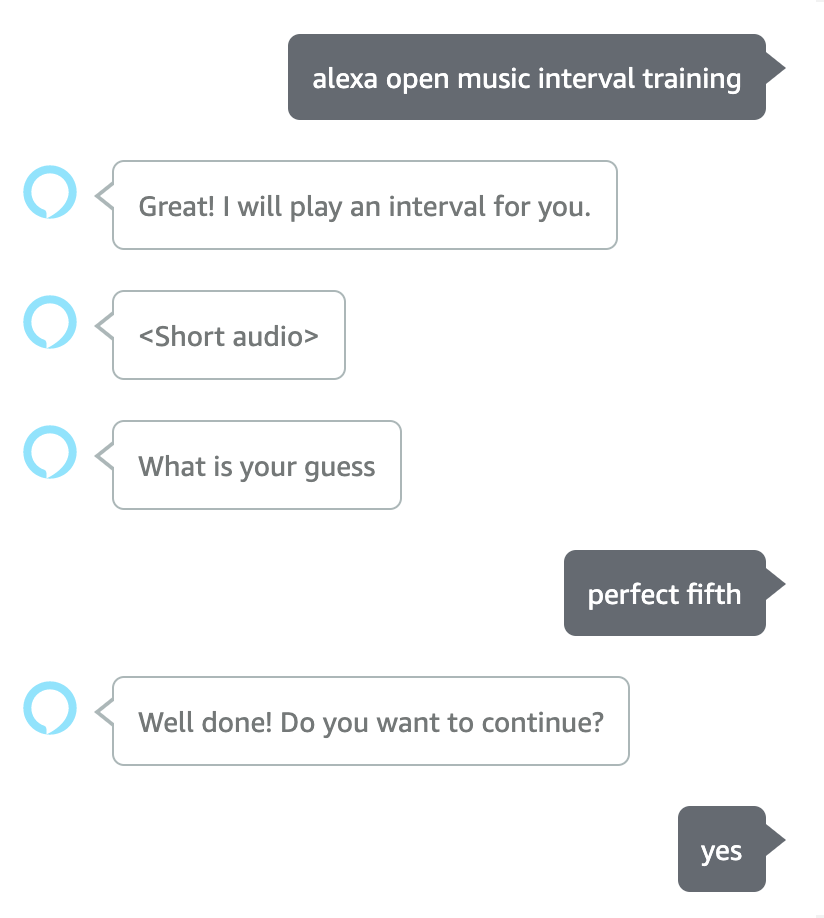 alexa open music interval training
Great! I will play an interval for you.
<Short audio>
What is your guess
perfect fifth
Well done! Do you want to continue?
yes